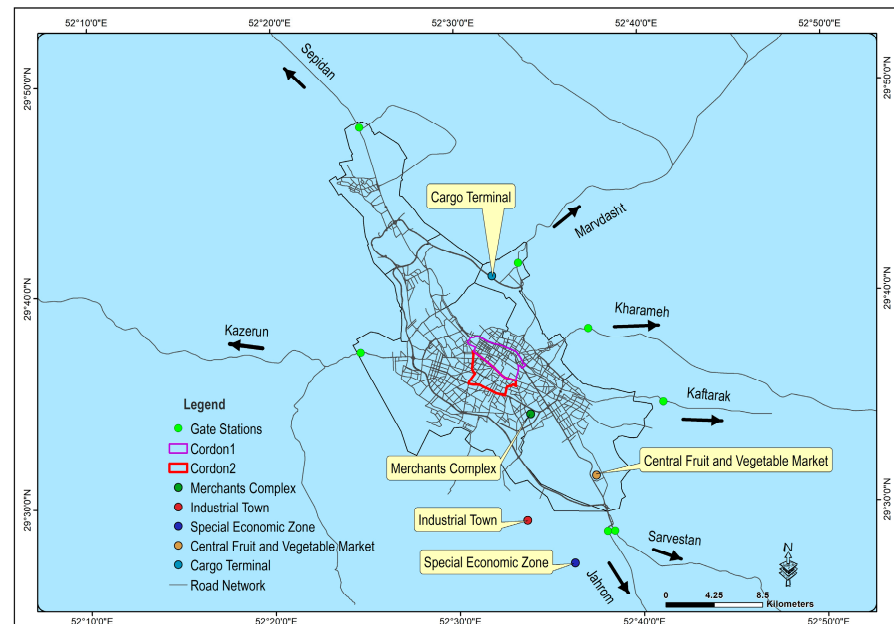 52°10'0"E 52°20'0"E 52°30'0"E 52°40'0"E 52°50'0"E
Sepidan
29°50'0"N
29°50'0"N
Cargo Terminal
Marvdasht
29°40'0"N
29°40'0"N
Kharameh
Kazerun
Kaftarak
Legend
Gate Stations
Cordon1
Cordon2
Merchants Complex
Industrial Town
Special Economic Zone
Central Fruit and Vegetable Market
Cargo Terminal
Road Network
Merchants Complex
Central Fruit and Vegetable Market
29°30'0"N
29°30'0"N
Industrial Town
Special Economic Zone
Sarvestan
Jahrom
N
0 4.25 8.5
Kilometers
52°10'0"E 52°20'0"E 52°30'0"E 52°40'0"E 52°50'0"E